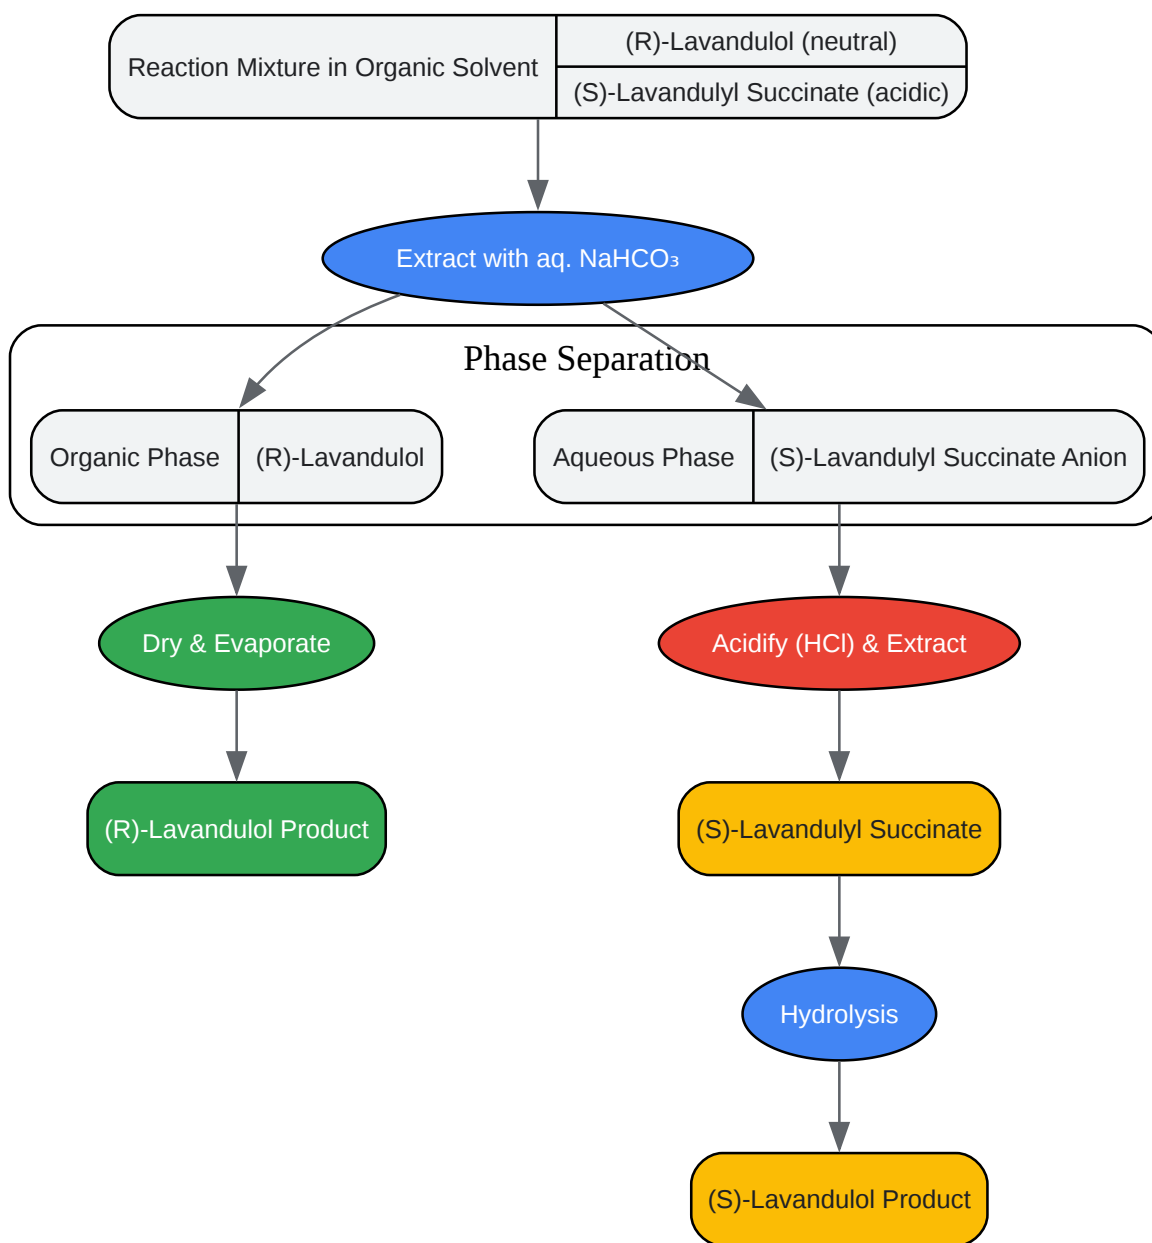 Reaction Mixture in Organic Solvent
(R)-Lavandulol (neutral)
(S)-Lavandulyl Succinate (acidic)
Extract with aq. NaHCO₃
Phase Separation
Organic Phase
(R)-Lavandulol
Aqueous Phase
(S)-Lavandulyl Succinate Anion
Dry & Evaporate
Acidify (HCl) & Extract
(R)-Lavandulol Product
(S)-Lavandulyl Succinate
Hydrolysis
(S)-Lavandulol Product